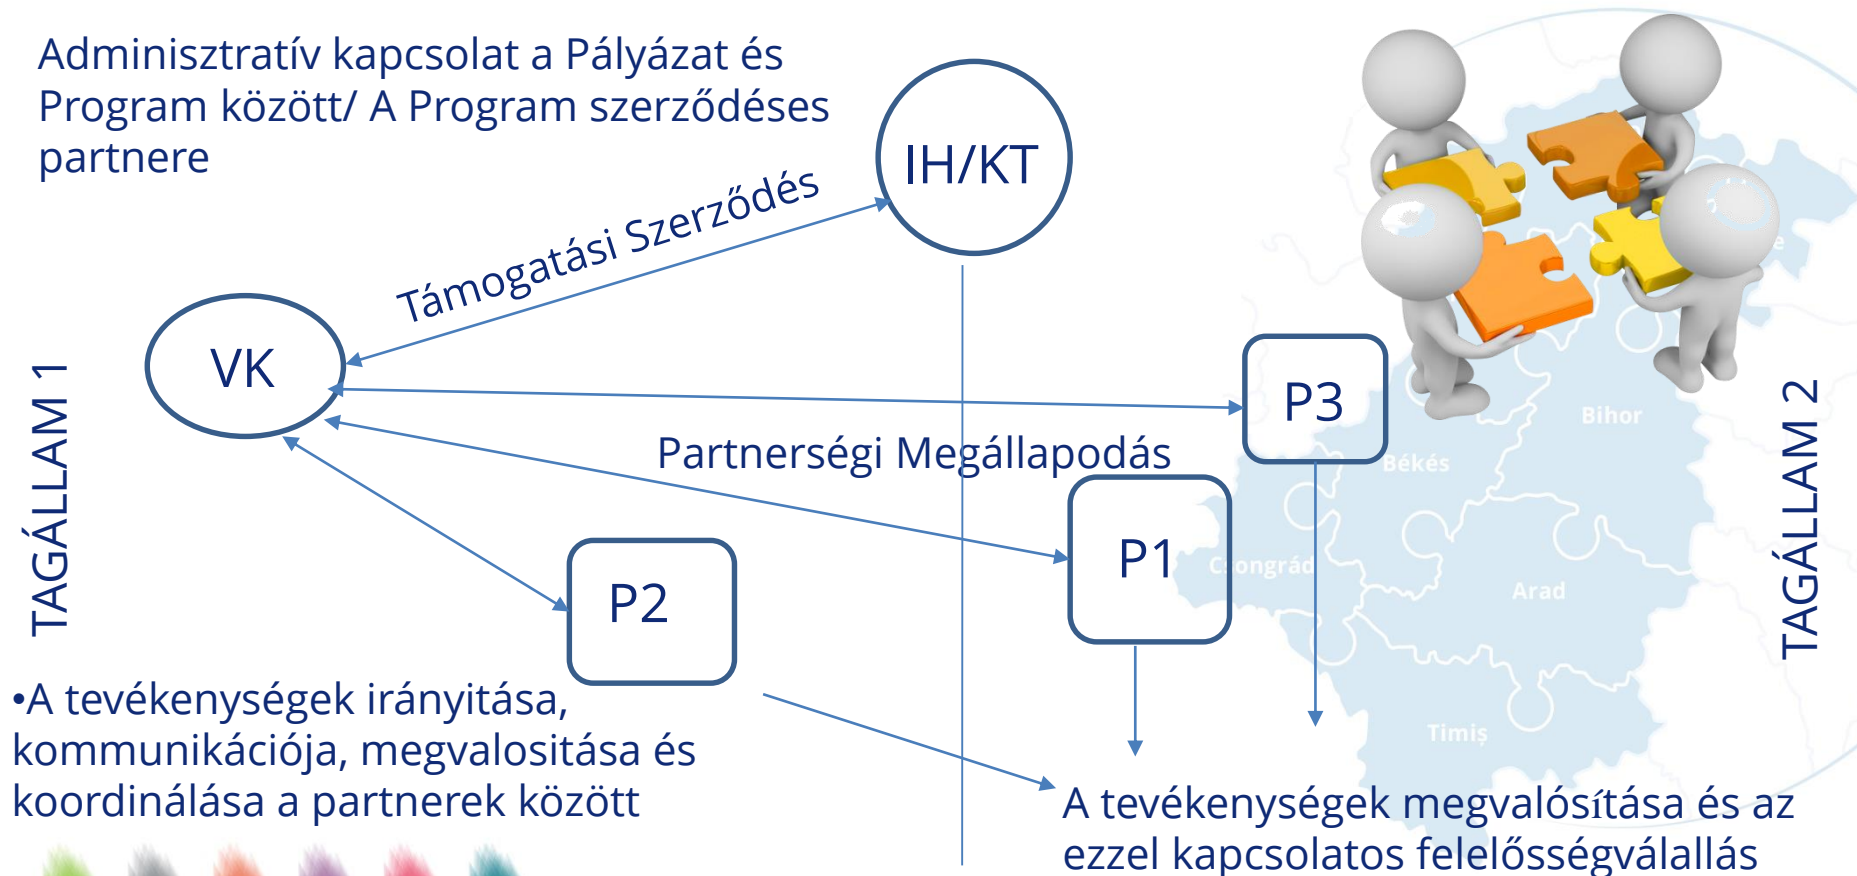 Adminisztratív kapcsolat a Pályázat és
Program között/ A Program szerződéses
partnere
IH/KT
Támogatási Szerződés
VK
TAGÁLLAM 1
P3
Partnerségi Megállapodás
Bihor
Békés
TAGÁLLAM 2
P1
P2
Csongrád
Arad
Timiș
•A tevékenységek irányitása,
kommunikációja, megvalositása és
koordinálása a partnerek között
A tevékenységek megvalósítása és az
ezzel kapcsolatos felelősségválallás